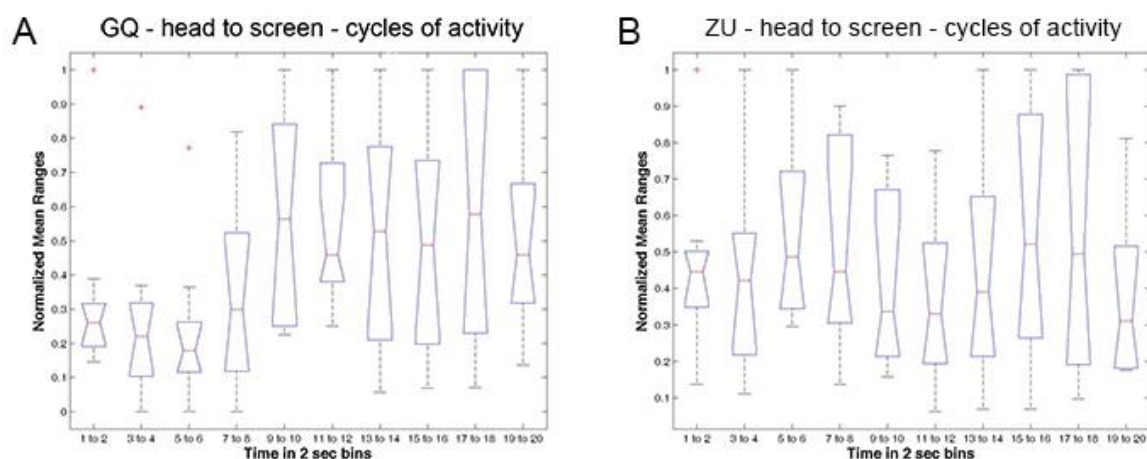 A
GQ - head to screen - cycles of activity
Normalized Mean Ranges
1
0.9
0.8
0.7
0.6
0.5
0.4
0.3
0.2
0.1
0
1 to 2 3 to 4 5 to 6 7 to 8 9 to 10 11 to 12 13 to 14 15 to 16 17 to 18 19 to 20
Time in 2 sec bins
B
ZU - head to screen - cycles of activity
Normalized Mean Ranges
1
0.9
0.8
0.7
0.6
0.5
0.4
0.3
0.2
0.1
1 to 2 3 to 4 5 to 6 7 to 8 9 to 10 11 to 12 13 to 14 15 to 16 17 to 18 19 to 20
Time in 2 sec bins